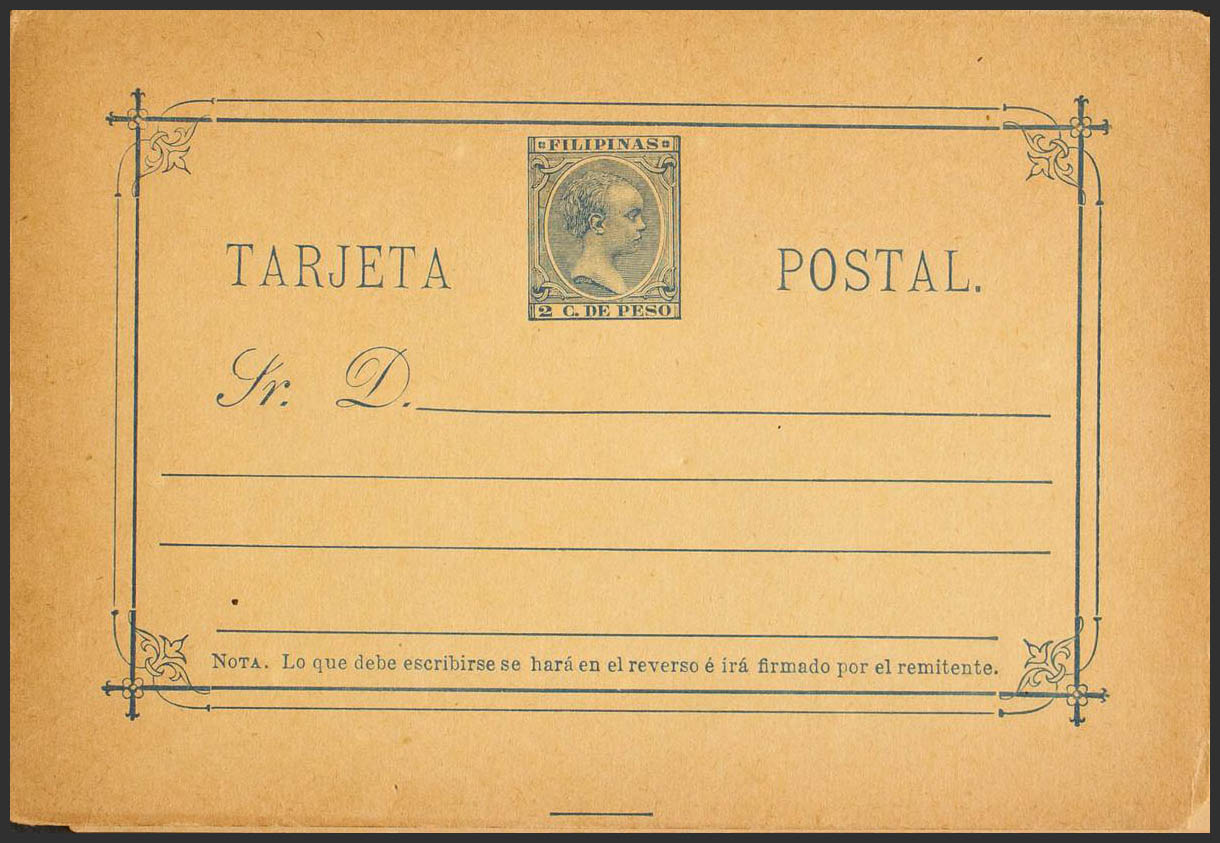 FILIPINAS
TARJETA POSTAL.
2 C. DE PESO
Sr. D.
NOTA. Lo que debe escribirse se hará en el reverso é irá firmado por el remitente.